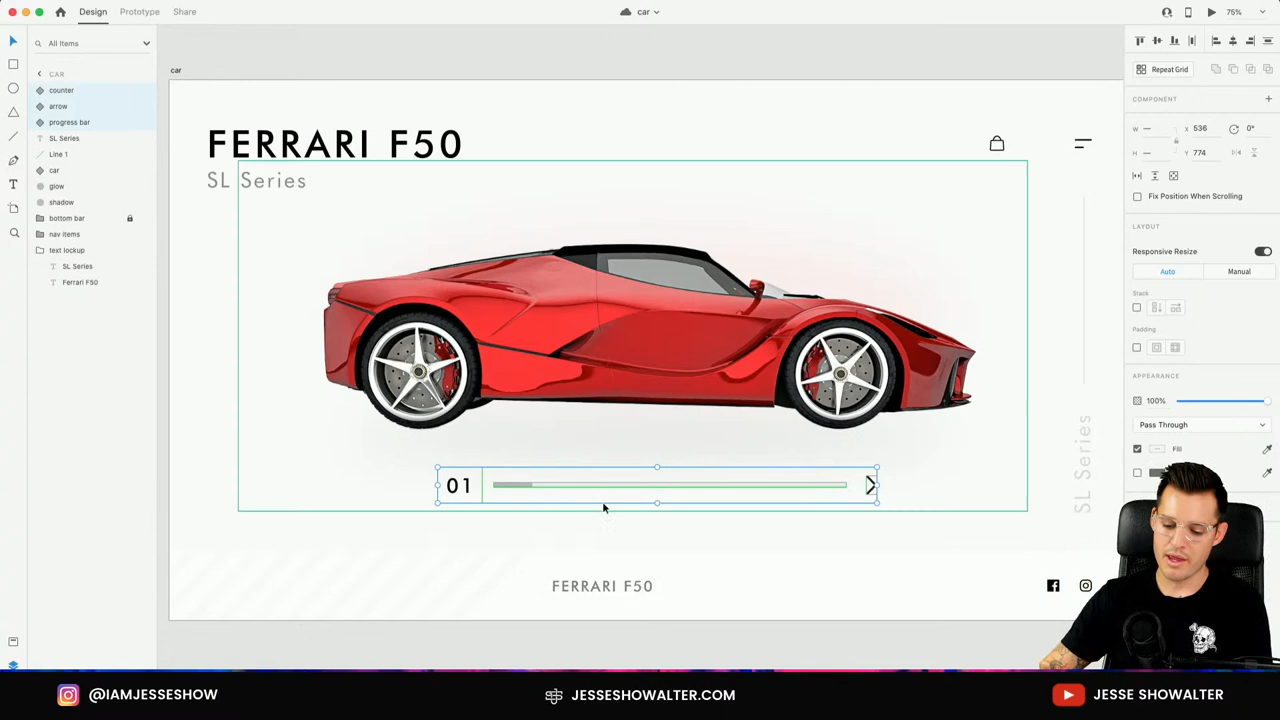 Design Prototype Share
car
75%
All Items
CAR
counter
arrow
progress bar
SL Series
Line 1
car
glow
shadow
bottom bar
nav items
text lockup
SL Series
Ferrari F50
car
FERRARI F50
SL Series
01
SL Series
FERRARI F50
Repeat Grid
COMPONENT
W X 536 0°
H Y 774
Fix Position When Scrolling
LAYOUT
Responsive Resize
Auto Manual
Stack
Padding
APPEARANCE
100%
Pass Through
Fill
@IAMJESSESHOW
JESSESHOWALTER.COM
JESSE SHOWALTER